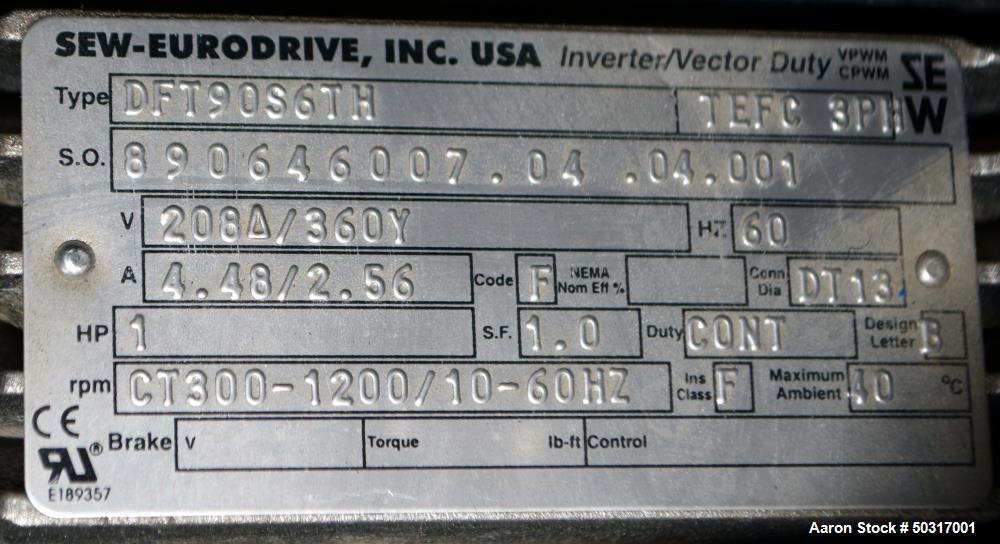 SEW-EURODRIVE, INC. USA Inverter/Vector Duty VPWM CPWM SEW
Type DFT90S6TH TEFC 3PH
S.O. 890646007.04.04.001
V 208Δ/360Y HZ 60
A 4.48/2.56 Code F NEMA Nom Eff % Conn Dia DT13
HP 1 S.F. 1.0 Duty CONT Design Letter B
rpm CT300-1200/10-60HZ Ins Class F Maximum Ambient 40 °C
CE
Brake V Torque lb-ft Control
RU ®
E189357
Aaron Stock # 50317001